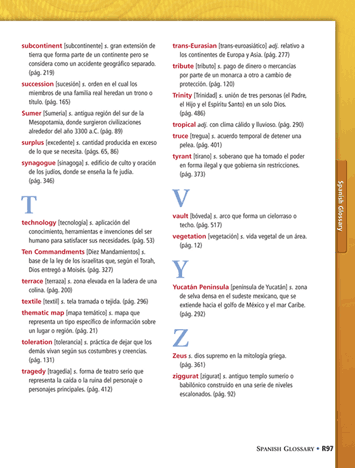 subcontinent [subcontinente] s. gran extensión de
tierra que forma parte de un continente pero se
considera como un accidente geográfico separado.
(pág. 219)
succession [sucesión] s. orden en el cual los
miembros de una familia real heredan un trono o
título. (pág. 165)
Sumer [Sumeria] s. antigua región del sur de la
Mesopotamia, donde surgieron civilizaciones
alrededor del año 3300 a.C. (pág. 89)
surplus [excedente] s. cantidad producida en exceso
de lo que se necesita. (págs. 65, 86)
synagogue [sinagoga] s. edificio de culto y oración
de los judíos, donde se enseña la fe judía.
(pág. 346)
T
technology [tecnología] s. aplicación del
conocimiento, herramientas e invenciones del ser
humano para satisfacer sus necesidades. (pág. 53)
Ten Commandments [Diez Mandamientos] s.
base de la ley de los israelitas que, según el Torah,
Dios entregó a Moisés. (pág. 327)
terrace [terraza] s. zona elevada en la ladera de una
colina. (pág. 200)
textile [textil] s. tela tramada o tejida. (pág. 296)
thematic map [mapa temático] s. mapa que
representa un tipo específico de información sobre
un lugar o región. (pág. 21)
toleration [tolerancia] s. práctica de dejar que los
demás vivan según sus costumbres y creencias.
(pág. 131)
tragedy [tragedia] s. forma de teatro serio que
representa la caída o la ruina del personaje o
personajes principales. (pág. 412)
trans-Eurasian [trans-euroasiático] adj. relativo a
los continentes de Europa y Asia. (pág. 277)
tribute [tributo] s. pago de dinero o mercancías
por parte de un monarca a otro a cambio de
protección. (pág. 120)
Trinity [Trinidad] s. unión de tres personas (el Padre,
el Hijo y el Espíritu Santo) en un solo Dios.
(pág. 486)
tropical adj. con clima cálido y lluvioso. (pág. 290)
truce [tregua] s. acuerdo temporal de detener una
pelea. (pág. 401)
tyrant [tirano] s. soberano que ha tomado el poder
en forma ilegal y que gobierna sin restricciones.
(pág. 373)
V
vault [bóveda] s. arco que forma un cielorraso o
techo. (pág. 517)
vegetation [vegetación] s. vida vegetal de un área.
(pág. 12)
Y
Yucatán Peninsula [península de Yucatán] s. zona
de selva densa en el sudeste mexicano, que se
extiende hacia el golfo de México y el mar Caribe.
(pág. 292)
Z
Zeus s. dios supremo en la mitología griega.
(pág. 361)
ziggurat [zigurat] s. antiguo templo sumerio o
babilónico construido en una serie de niveles
escalonados. (pág. 92)
Spanish Glossary
SPANISH GLOSSARY • R97